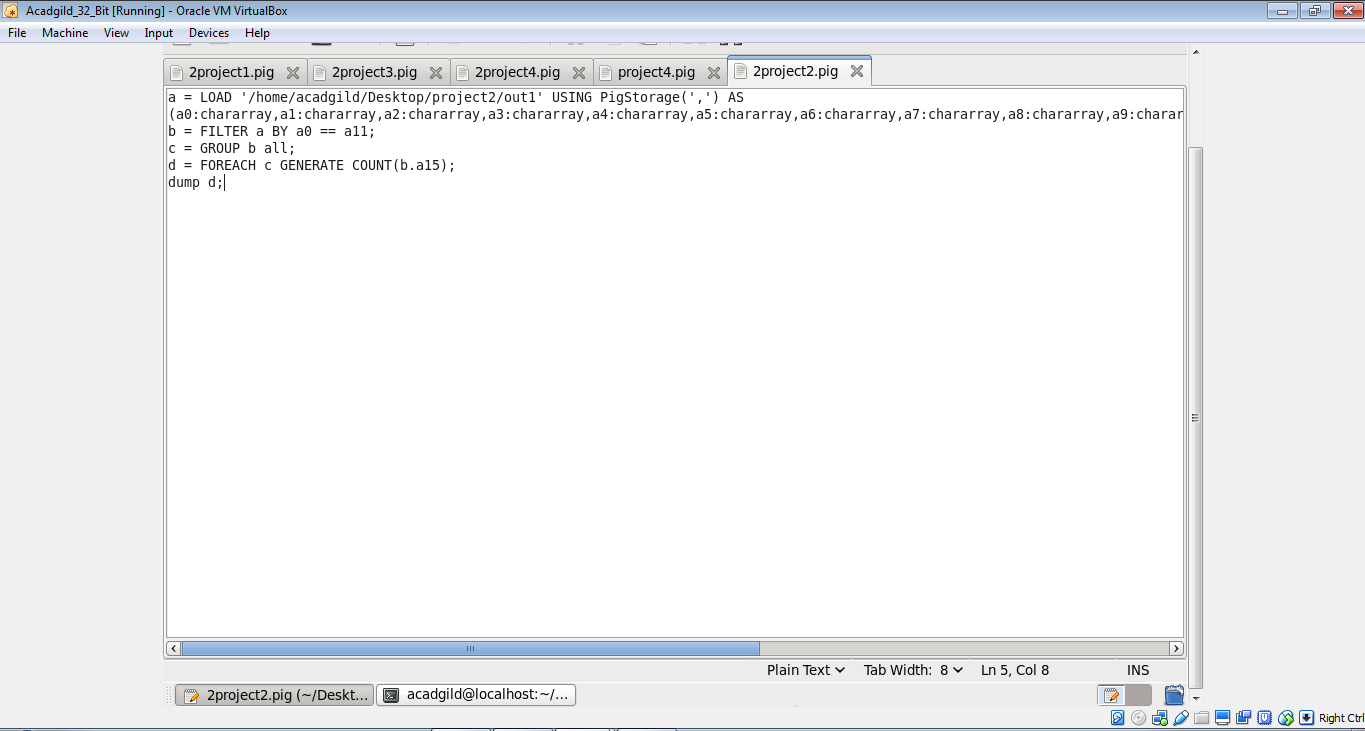 Acadgild_32_Bit [Running] - Oracle VM VirtualBox
File Machine View Input Devices Help
2project1.pig 2project3.pig 2project4.pig project4.pig 2project2.pig
a = LOAD '/home/acadgild/Desktop/project2/out1' USING PigStorage(',') AS
(a0:chararray,a1:chararray,a2:chararray,a3:chararray,a4:chararray,a5:chararray,a6:chararray,a7:chararray,a8:chararray,a9:charar
b = FILTER a BY a0 == a11;
c = GROUP b all;
d = FOREACH c GENERATE COUNT(b.a15);
dump d;
Plain Text Tab Width: 8 Ln 5, Col 8 INS
2project2.pig (~/Deskt... acadgild@localhost:~/...
Right Ctrl